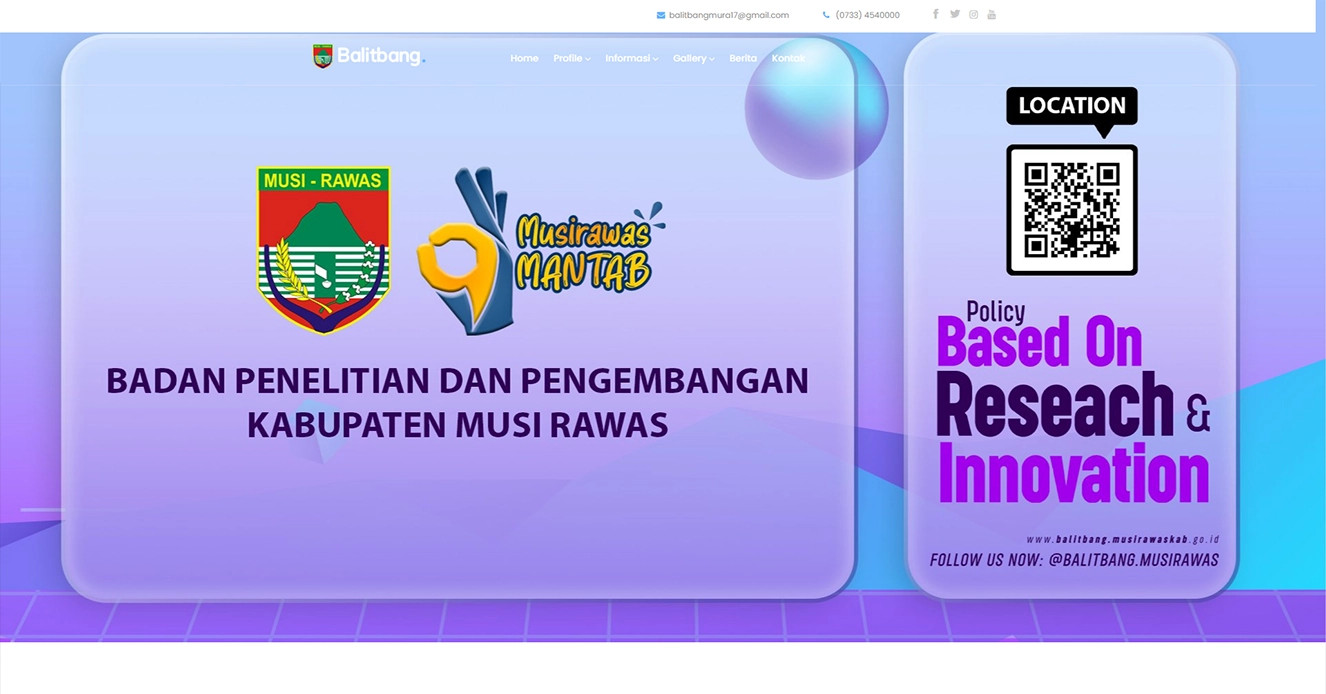 balitbangmura17@gmail.com (0733) 4540000
Balitbang.
Home Profile Informasi Gallery Berita Kontak
MUSI - RAWAS
Musirawas
MANTAB
BADAN PENELITIAN DAN PENGEMBANGAN
KABUPATEN MUSI RAWAS
LOCATION
Policy
Based On
Reseach &
Innovation
www.balitbang.musirawaskab.go.id
FOLLOW US NOW: @BALITBANG.MUSIRAWAS